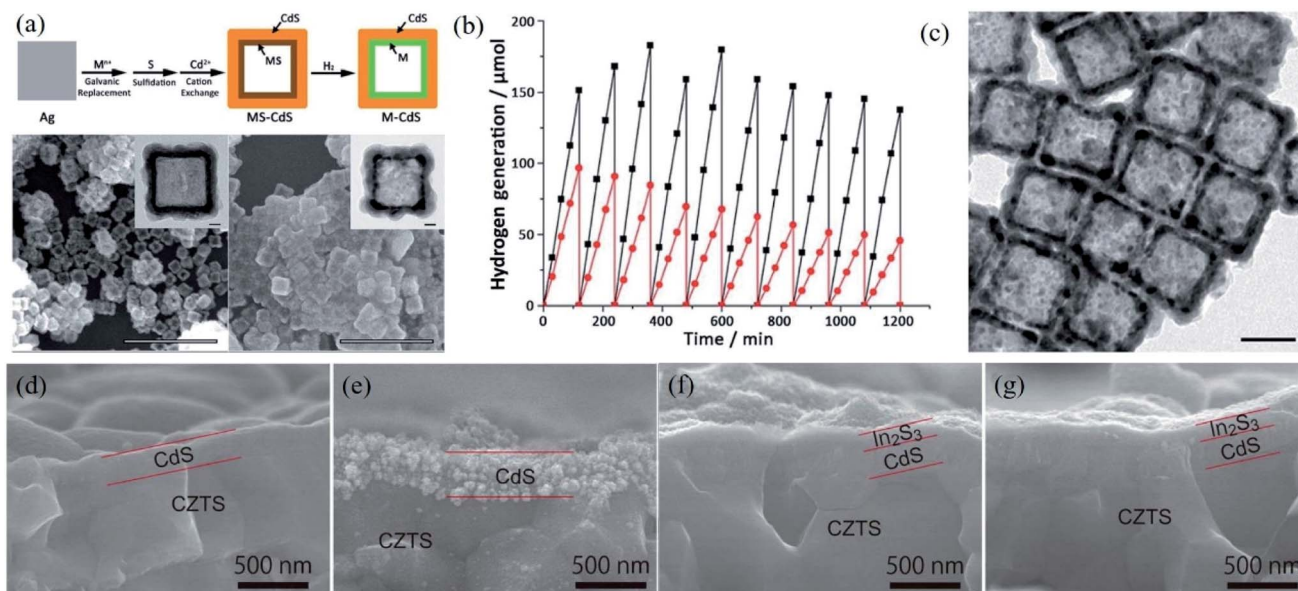 (a)
CdS
CdS
MS
M
Mⁿ⁺
S
Cd²⁺
H₂
Galvanic
Replacement
Sulfidation
Cation
Exchange
Ag
MS-CdS
M-CdS
(b)
Hydrogen generation / μmol
200
150
100
50
0
0 200 400 600 800 1000 1200
Time / min
(c)
(d)
CdS
CZTS
500 nm
(e)
CdS
CZTS
500 nm
(f)
In₂S₃
CdS
CZTS
500 nm
(g)
In₂S₃
CdS
CZTS
500 nm